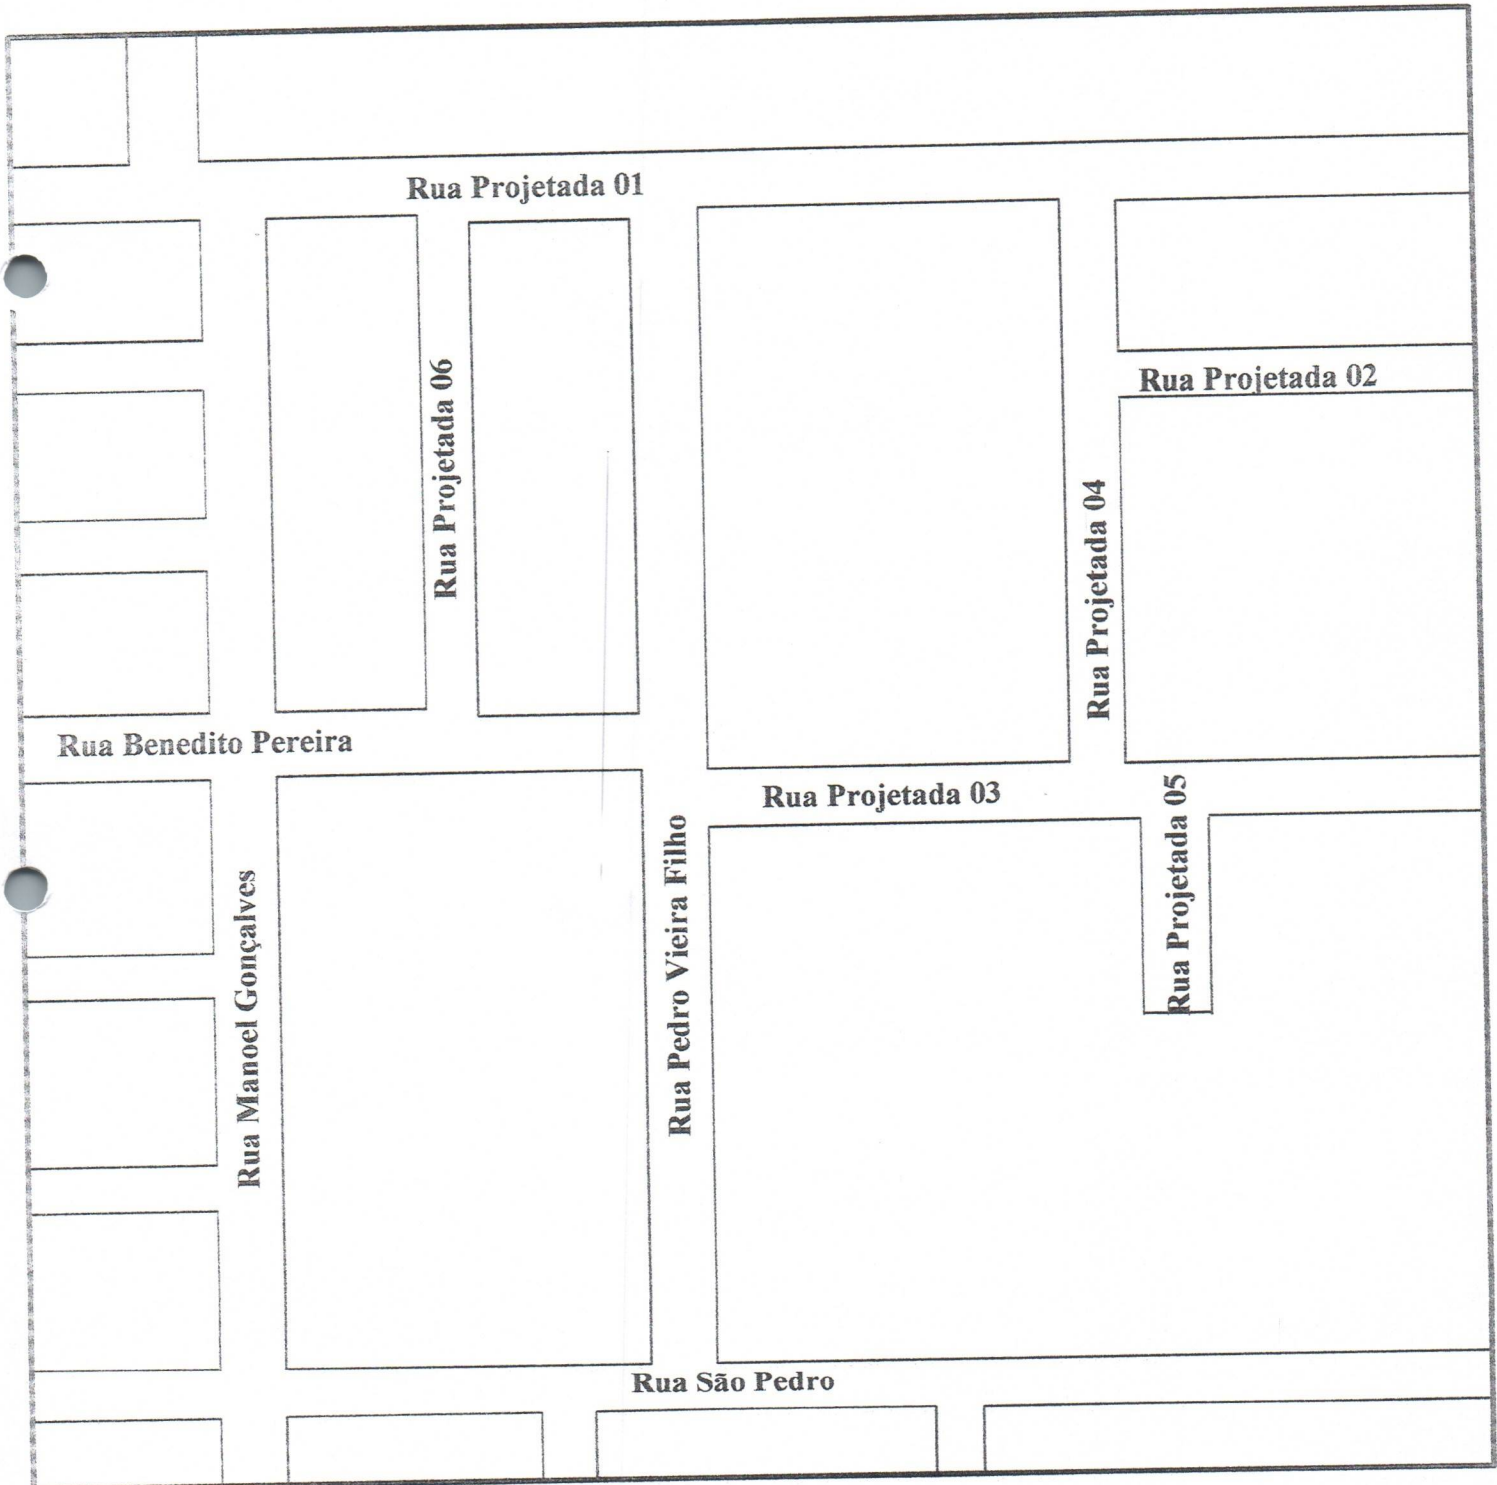 Rua Projetada 01
Rua Projetada 06
Rua Projetada 02
Rua Projetada 04
Rua Benedito Pereira
Rua Projetada 03
Rua Projetada 05
Rua Manoel Gonçalves
Rua Pedro Vieira Filho
Rua São Pedro